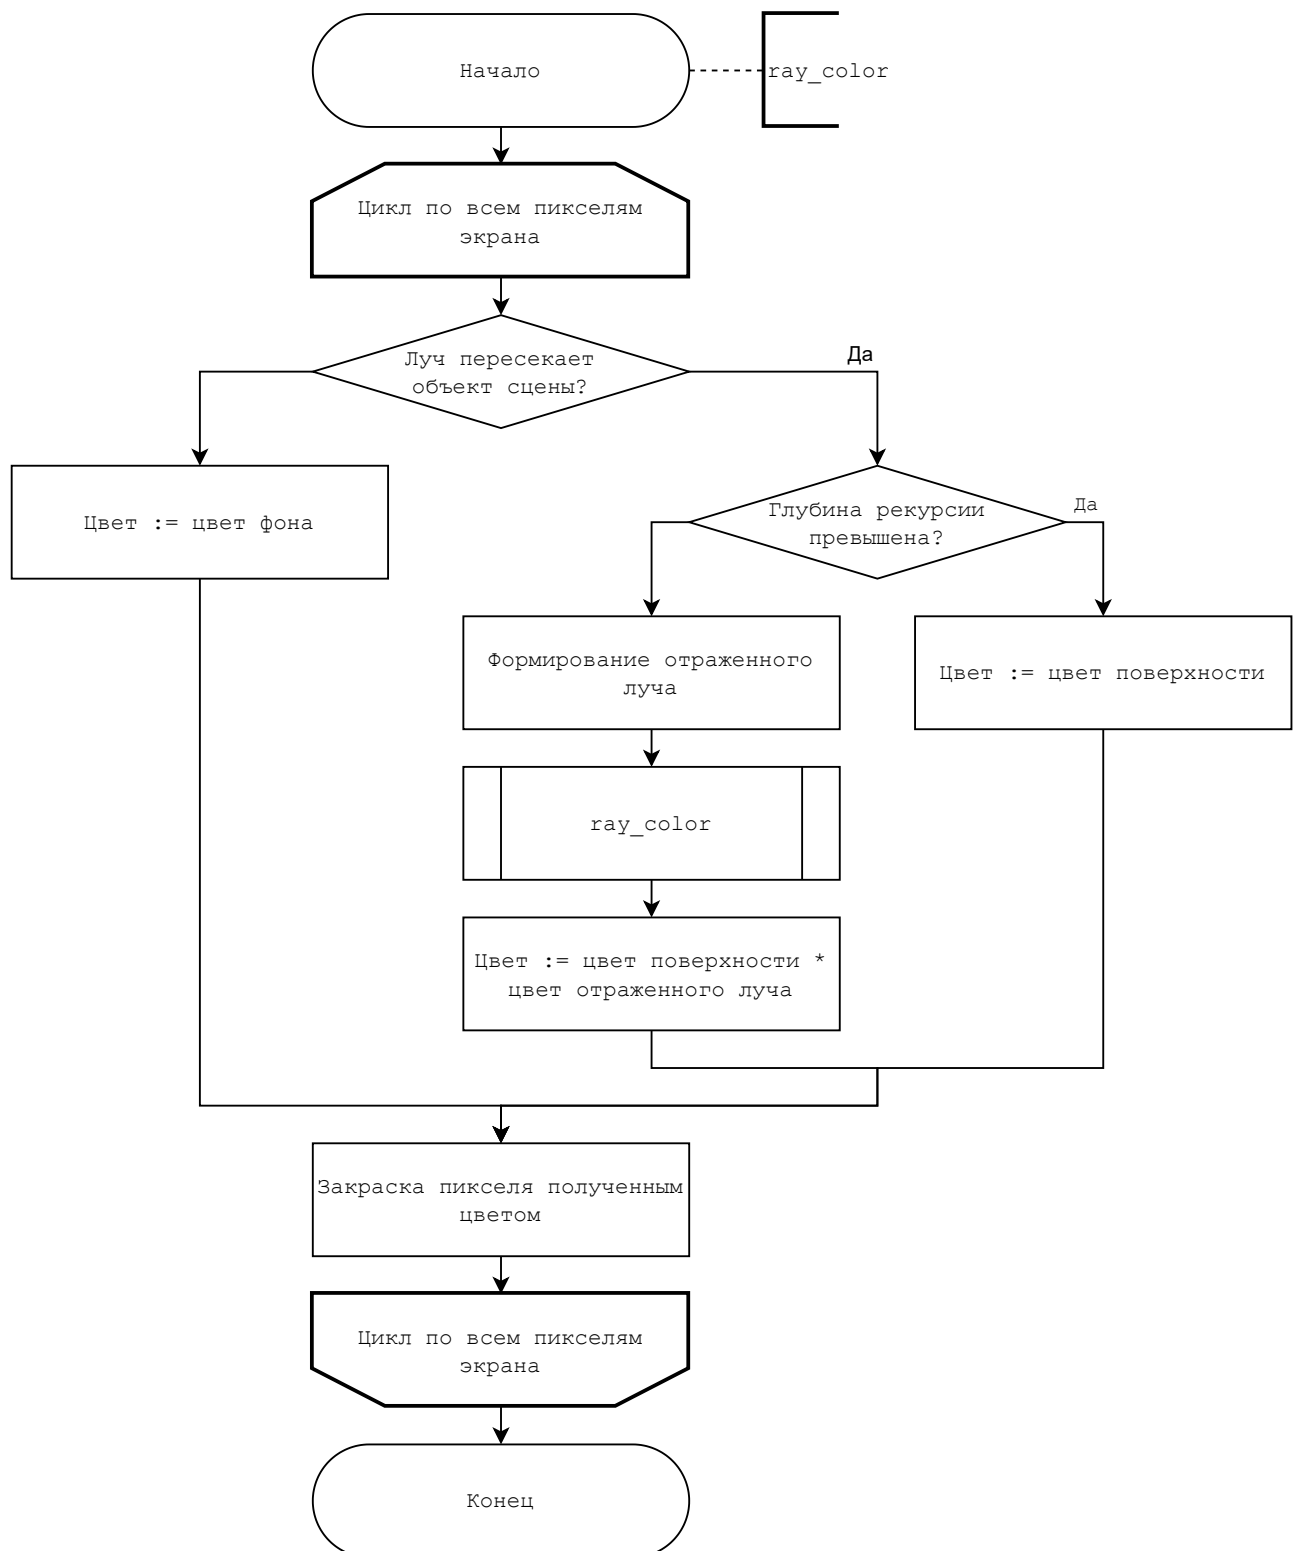 Начало
ray_color
Цикл по всем пикселям
экрана
Луч пересекает
объект сцены?
Да
Цвет := цвет фона
Глубина рекурсии
превышена?
Да
Формирование отраженного
луча
Цвет := цвет поверхности
ray_color
Цвет := цвет поверхности *
цвет отраженного луча
Закраска пикселя полученным
цветом
Цикл по всем пикселям
экрана
Конец